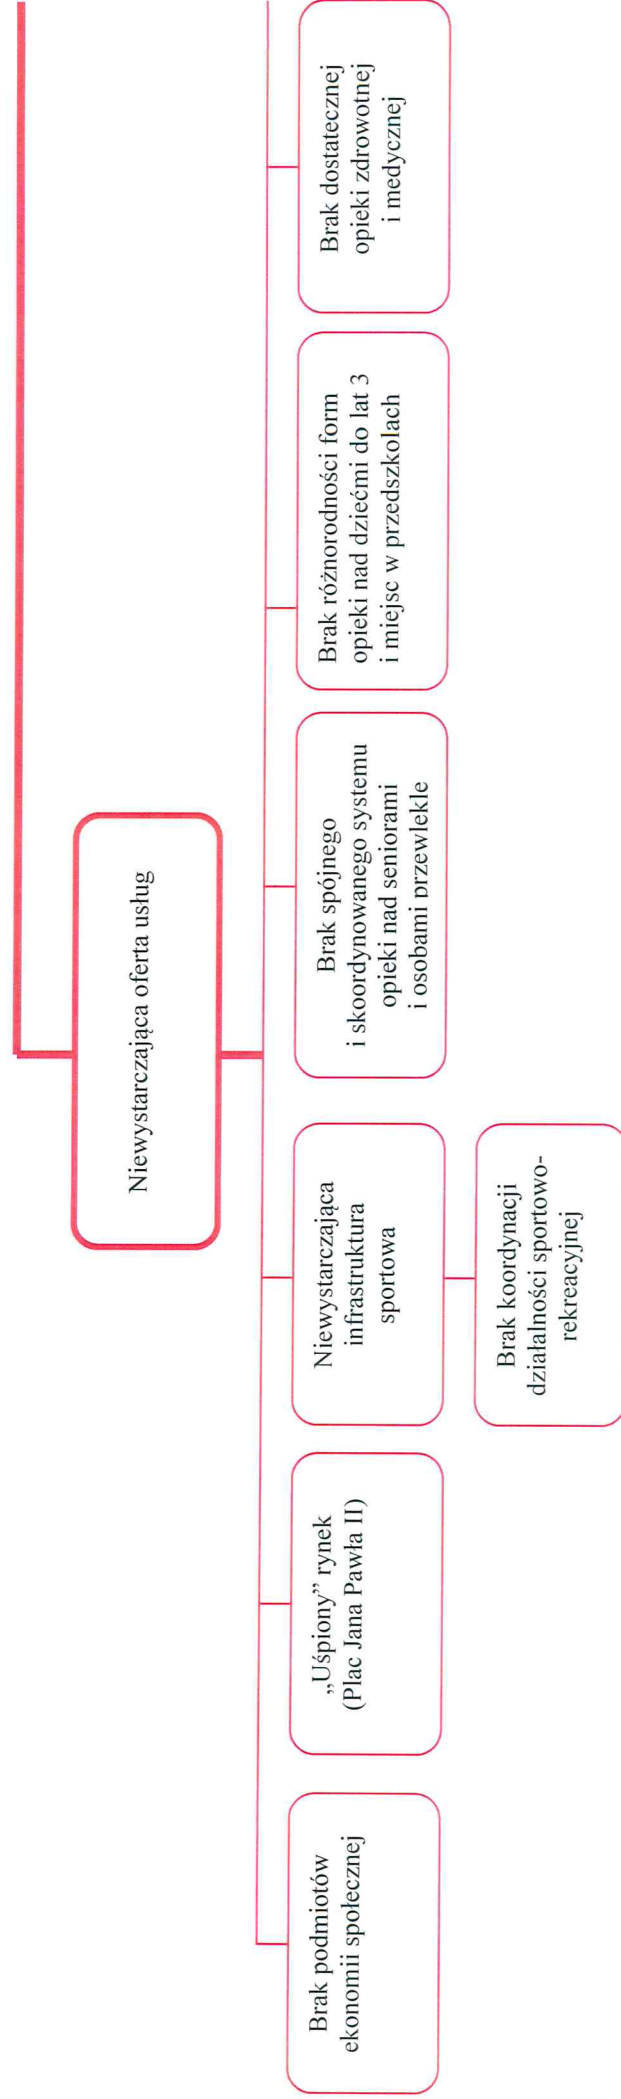 Niewystarczająca oferta usług
Brak podmiotów
ekonomii społecznej
„Uśpiony” rynek
(Plac Jana Pawła II)
Niewystarczająca
infrastruktura
sportowa
Brak koordynacji
działalności sportowo-
rekreacyjnej
Brak spójnego
i skoordynowanego systemu
opieki nad seniorami
i osobami przewlekle
Brak różnorodności form
opieki nad dziećmi do lat 3
i miejsc w przedszkolach
Brak dostatecznej
opieki zdrowotnej
i medycznej